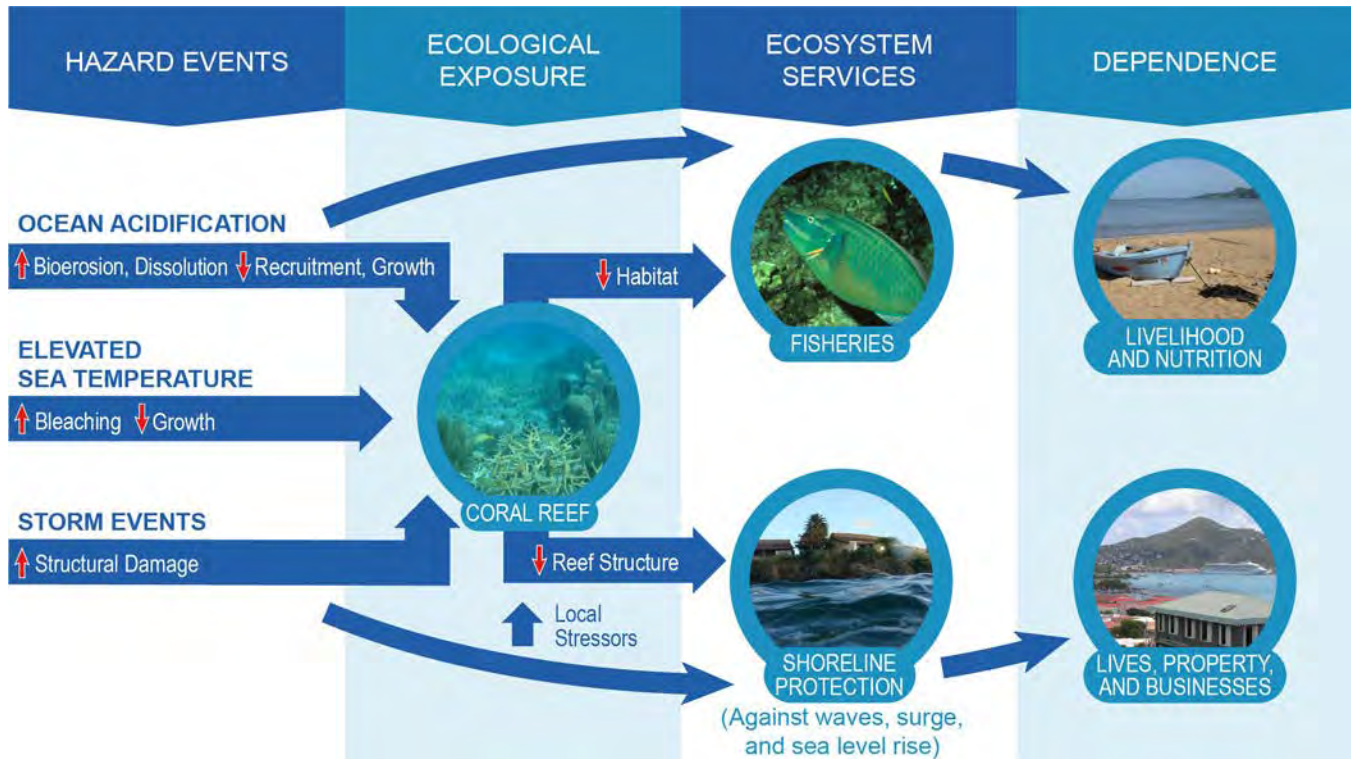 HAZARD EVENTS
ECOLOGICAL
EXPOSURE
ECOSYSTEM
SERVICES
DEPENDENCE
OCEAN ACIDIFICATION
Bioerosion, Dissolution Recruitment, Growth
ELEVATED
SEA TEMPERATURE
Bleaching Growth
STORM EVENTS
Structural Damage
CORAL REEF
Habitat
Reef Structure
Local
Stressors
FISHERIES
SHORELINE
PROTECTION
(Against waves, surge,
and sea level rise)
LIVELIHOOD
AND NUTRITION
LIVES, PROPERTY,
AND BUSINESSES